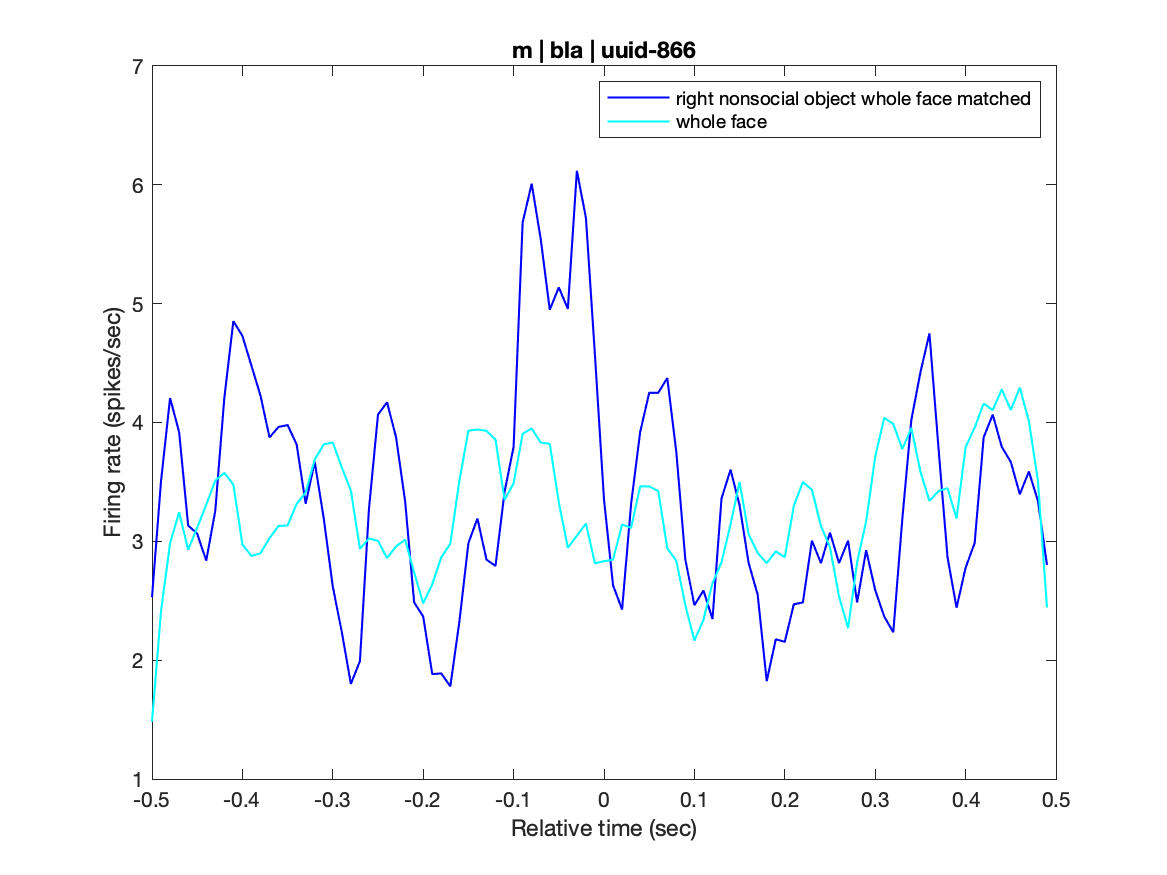 m | bla | uuid-866
right nonsocial object whole face matched
whole face
Firing rate (spikes/sec)
7
6
5
4
3
2
1
-0.5 -0.4 -0.3 -0.2 -0.1 0 0.1 0.2 0.3 0.4 0.5
Relative time (sec)